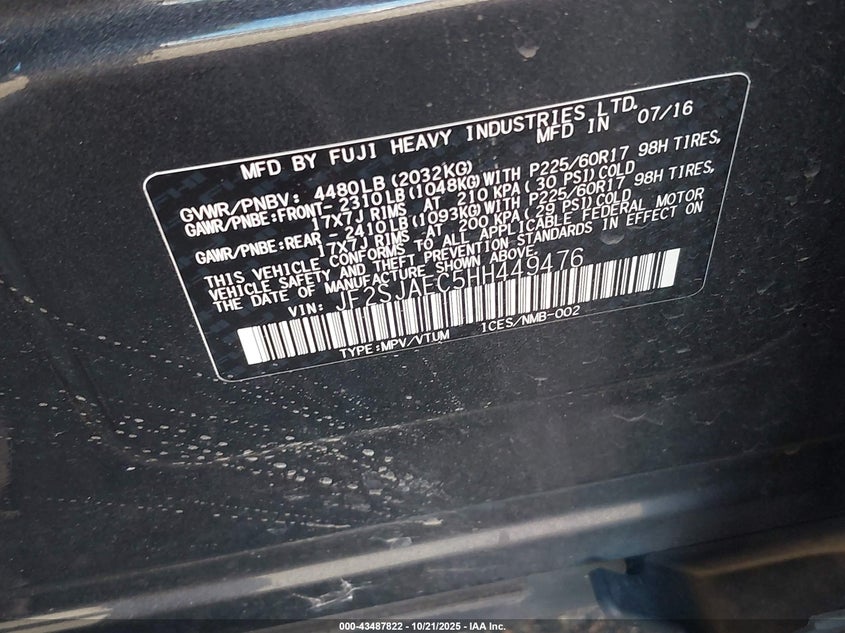 MFD BY FUJI HEAVY INDUSTRIES LTD.
MFD IN 07/16
GVWR/PNBV: 4480LB(2032KG)
GAWR/PNBE:FRONT- 2310LB(1048KG)WITH P225/60R17 98H TIRES,
17X7J RIMS AT 210 KPA(30 PSI)COLD
GAWR/PNBE:REAR - 2410LB(1093KG)WITH P225/60R17 98H TIRES,
17X7J RIMS AT 200 KPA(29 PSI)COLD
THIS VEHICLE CONFORMS TO ALL APPLICABLE FEDERAL MOTOR
VEHICLE SAFETY AND THEFT PREVENTION STANDARDS IN EFFECT ON
THE DATE OF MANUFACTURE SHOWN ABOVE.
VIN: JF2SJAEC5HH449476
TYPE:MPV/VTUM 1CES/NMB-002
000-43487822 - 10/21/2025 - IAA Inc.